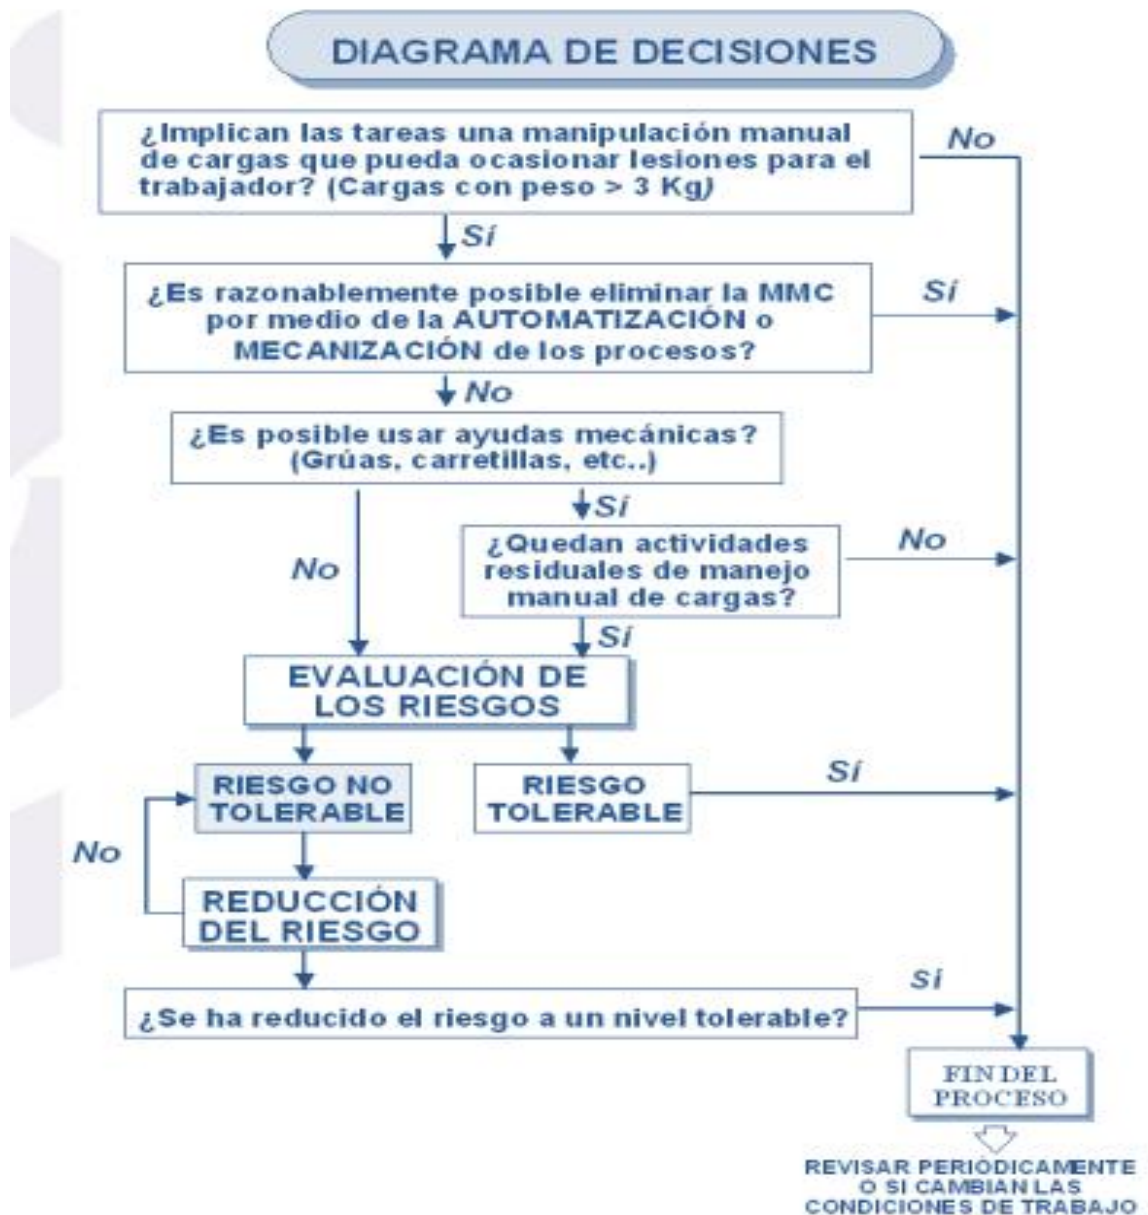 DIAGRAMA DE DECISIONES
¿Implican las tareas una manipulación manual
de cargas que pueda ocasionar lesiones para el
trabajador? (Cargas con peso > 3 Kg)
No
Sí
¿Es razonablemente posible eliminar la MMC
por medio de la AUTOMATIZACIÓN o
MECANIZACIÓN de los procesos?
Sí
No
¿Es posible usar ayudas mecánicas?
(Grúas, carretillas, etc..)
Sí
No
¿Quedan actividades
residuales de manejo
manual de cargas?
No
Sí
EVALUACIÓN DE
LOS RIESGOS
RIESGO NO
TOLERABLE
RIESGO
TOLERABLE
Sí
No
REDUCCIÓN
DEL RIESGO
¿Se ha reducido el riesgo a un nivel tolerable?
Sí
FIN DEL
PROCESO
REVISAR PERIÓDICAMENTE
O SI CAMBIAN LAS
CONDICIONES DE TRABAJO